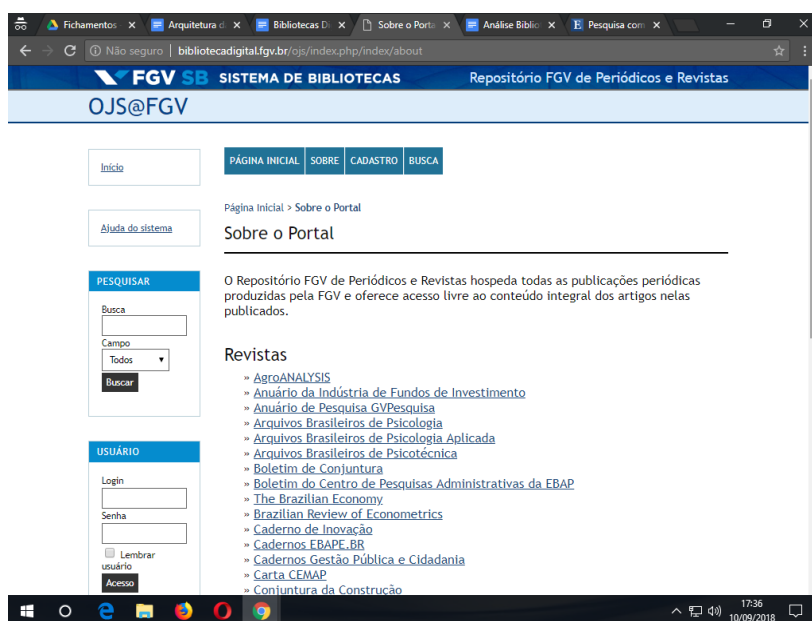 Fichamentos
Arquitetura d
Bibliotecas Di
Sobre o Porta
Análise Biblio
Pesquisa com
Não seguro | bibliotecadigital.fgv.br/ojs/index.php/index/about
FGV SB SISTEMA DE BIBLIOTECAS
Repositório FGV de Periódicos e Revistas
OJS@FGV
Início
Ajuda do sistema
PESQUISAR
Busca
Campo
Todos
Buscar
USUÁRIO
Login
Senha
Lembrar
usuário
Acesso
PÁGINA INICIAL SOBRE CADASTRO BUSCA
Página Inicial > Sobre o Portal
Sobre o Portal
O Repositório FGV de Periódicos e Revistas hospeda todas as publicações periódicas
produzidas pela FGV e oferece acesso livre ao conteúdo integral dos artigos nelas
publicados.
Revistas
» AgroANALYSIS
» Anuário da Indústria de Fundos de Investimento
» Anuário de Pesquisa GVPesquisa
» Arquivos Brasileiros de Psicologia
» Arquivos Brasileiros de Psicologia Aplicada
» Arquivos Brasileiros de Psicotécnica
» Boletim de Conjuntura
» Boletim do Centro de Pesquisas Administrativas da EBAP
» The Brazilian Economy
» Brazilian Review of Econometrics
» Caderno de Inovação
» Cadernos EBAPE.BR
» Cadernos Gestão Pública e Cidadania
» Carta CEMAP
» Conjuntura da Construção
17:36
10/09/2018